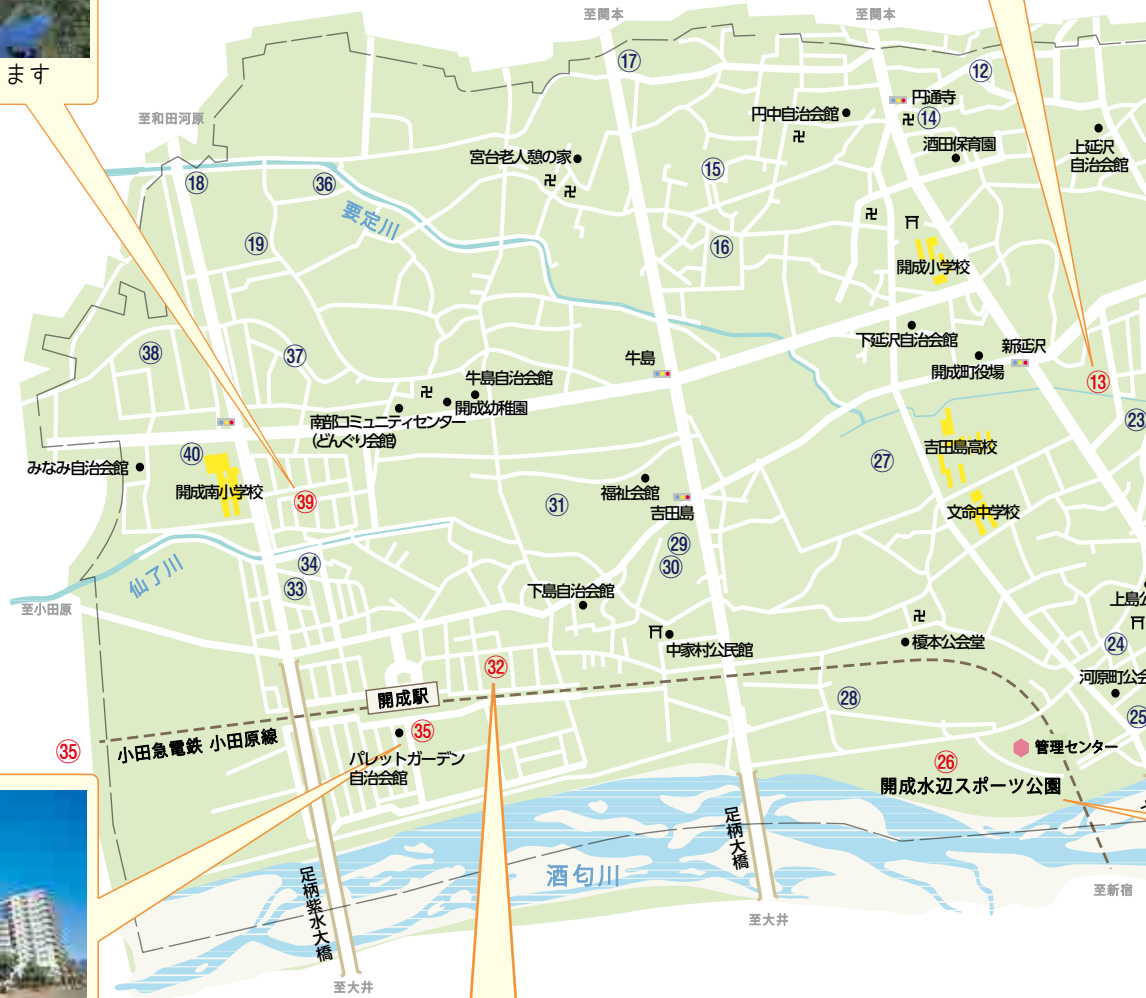 ます
至関本
至関本
至和田河原
⑰
⑫
円通寺
⑭
円中自治会館
卍
卍
酒田保育園
上延沢
自治会館
宮台老人憩の家
卍
卍
⑮
⑱
㊱
要定川
⑲
⑯
卍
開成小学校
下延沢自治会館
新延沢
開成町役場
⑬
㊳
㊲
牛島
卍
牛島自治会館
開成幼稚園
南部コミュニティセンター
(どんぐり会館)
㉓
吉田島高校
㉗
文命中学校
㊵
みなみ自治会館
開成南小学校
㊴
㉛
福祉会館
吉田島
㉙
㉚
㉞
㉝
仙了川
至小田原
下島自治会館
中家村公民館
卍
榎本公会堂
上島公
㉔
河原町公会
㉕
㉜
開成駅
㉟
小田急電鉄 小田原線
㉟
パレットガーデン
自治会館
㉘
㉖
開成水辺スポーツ公園
管理センター
足柄大橋
酒匂川
足柄紫水大橋
至新宿
至大井
至大井